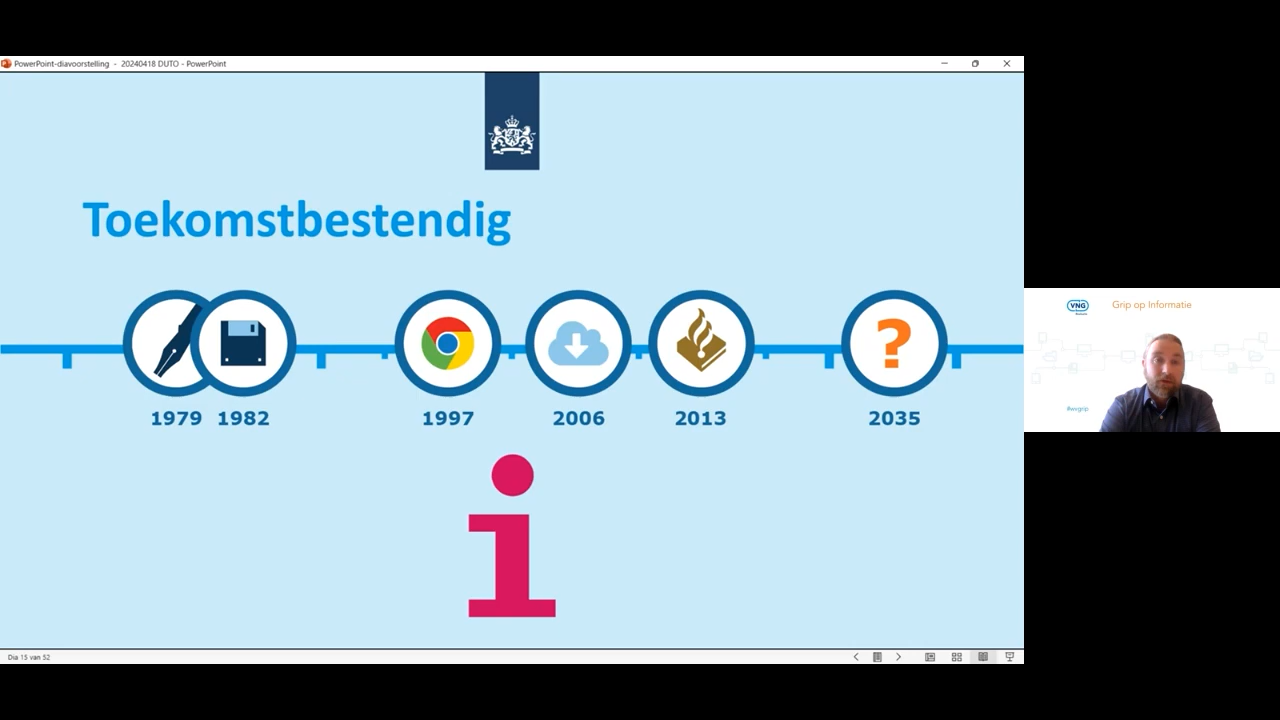 PowerPoint-diavoorstelling - 20240418 DUTO - PowerPoint
Toekomstbestendig
1979 1982 1997 2006 2013 2035
i
Dia 15 van 52
VNG
Grip op Informatie